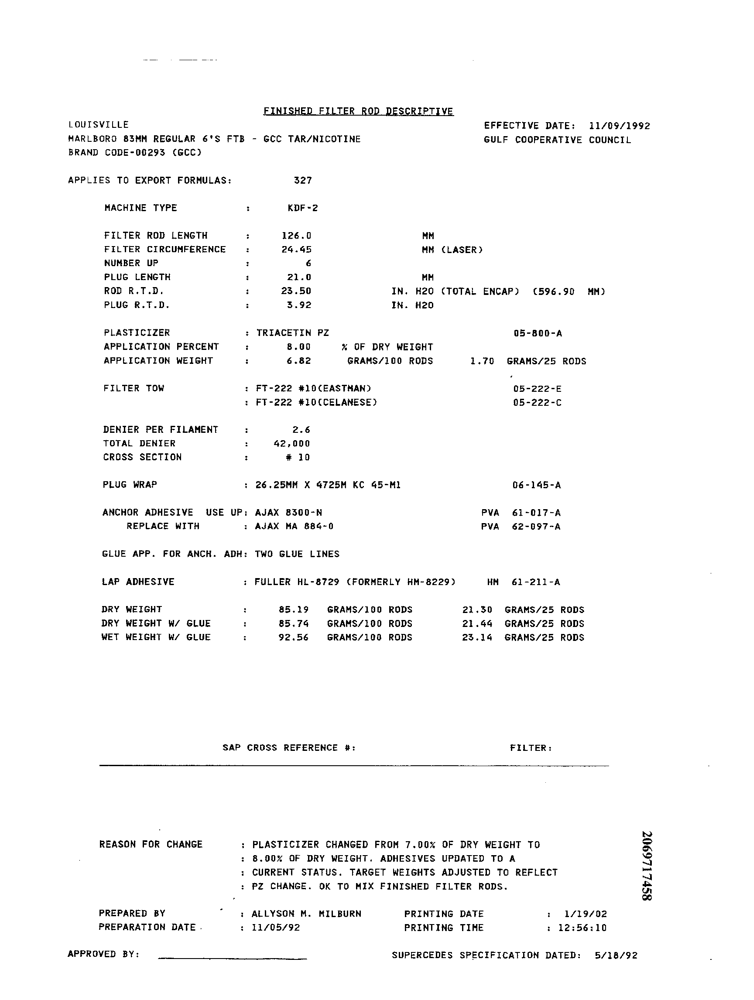 FINISHED FILTER ROD DESCRIPTIVE
LOUISVILLE EFFECTIVE DATE: 11/09/1992
MARLBORO 83MM REGULAR 6'S FTB - GCC TAR/NICOTINE GULF COOPERATIVE COUNCIL
BRAND CODE-00293 (GCC)
APPLIES TO EXPORT FORMULAS: 327
MACHINE TYPE : KDF-2
FILTER ROD LENGTH : 126.0 MM
FILTER CIRCUMFERENCE : 24.45 MM (LASER)
NUMBER UP : 6
PLUG LENGTH : 21.0 MM
ROD R.T.D. : 23.50 IN. H2O (TOTAL ENCAP) (596.90 MM)
PLUG R.T.D. : 3.92 IN. H2O
PLASTICIZER : TRIACETIN PZ 05-800-A
APPLICATION PERCENT : 8.00 % OF DRY WEIGHT
APPLICATION WEIGHT : 6.82 GRAMS/100 RODS 1.70 GRAMS/25 RODS
FILTER TOW : FT-222 #10(EASTMAN) 05-222-E
: FT-222 #10(CELANESE) 05-222-C
DENIER PER FILAMENT : 2.6
TOTAL DENIER : 42,000
CROSS SECTION : # 10
PLUG WRAP : 26.25MM X 4725M KC 45-M1 06-145-A
ANCHOR ADHESIVE USE UP: AJAX 8300-N PVA 61-017-A
REPLACE WITH : AJAX MA 884-0 PVA 62-097-A
GLUE APP. FOR ANCH. ADH: TWO GLUE LINES
LAP ADHESIVE : FULLER HL-8729 (FORMERLY HM-8229) HM 61-211-A
DRY WEIGHT : 85.19 GRAMS/100 RODS 21.30 GRAMS/25 RODS
DRY WEIGHT W/ GLUE : 85.74 GRAMS/100 RODS 21.44 GRAMS/25 RODS
WET WEIGHT W/ GLUE : 92.56 GRAMS/100 RODS 23.14 GRAMS/25 RODS
SAP CROSS REFERENCE #: FILTER:
REASON FOR CHANGE : PLASTICIZER CHANGED FROM 7.00% OF DRY WEIGHT TO
: 8.00% OF DRY WEIGHT. ADHESIVES UPDATED TO A
: CURRENT STATUS. TARGET WEIGHTS ADJUSTED TO REFLECT
: PZ CHANGE. OK TO MIX FINISHED FILTER RODS.
2069717458
PREPARED BY : ALLYSON M. MILBURN PRINTING DATE : 1/19/02
PREPARATION DATE : 11/05/92 PRINTING TIME : 12:56:10
APPROVED BY: SUPERCEDES SPECIFICATION DATED: 5/18/92